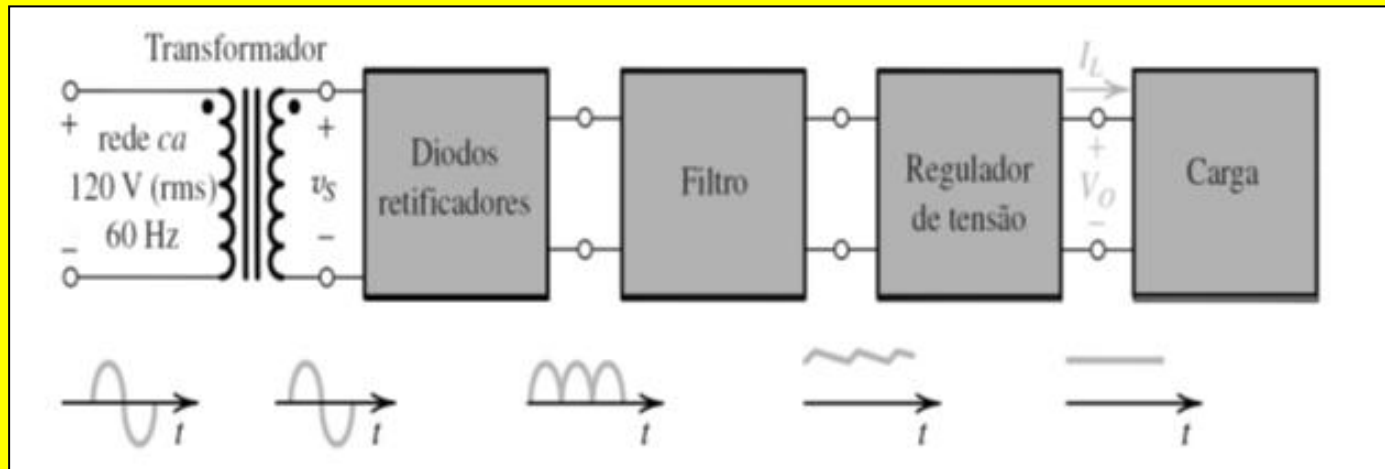 Transformador
+
rede ca
120 V (rms)
60 Hz
–
+
vS
–
Diodos
retificadores
Filtro
Regulador
de tensão
IL
+
VO
–
Carga
t
t
t
t
t